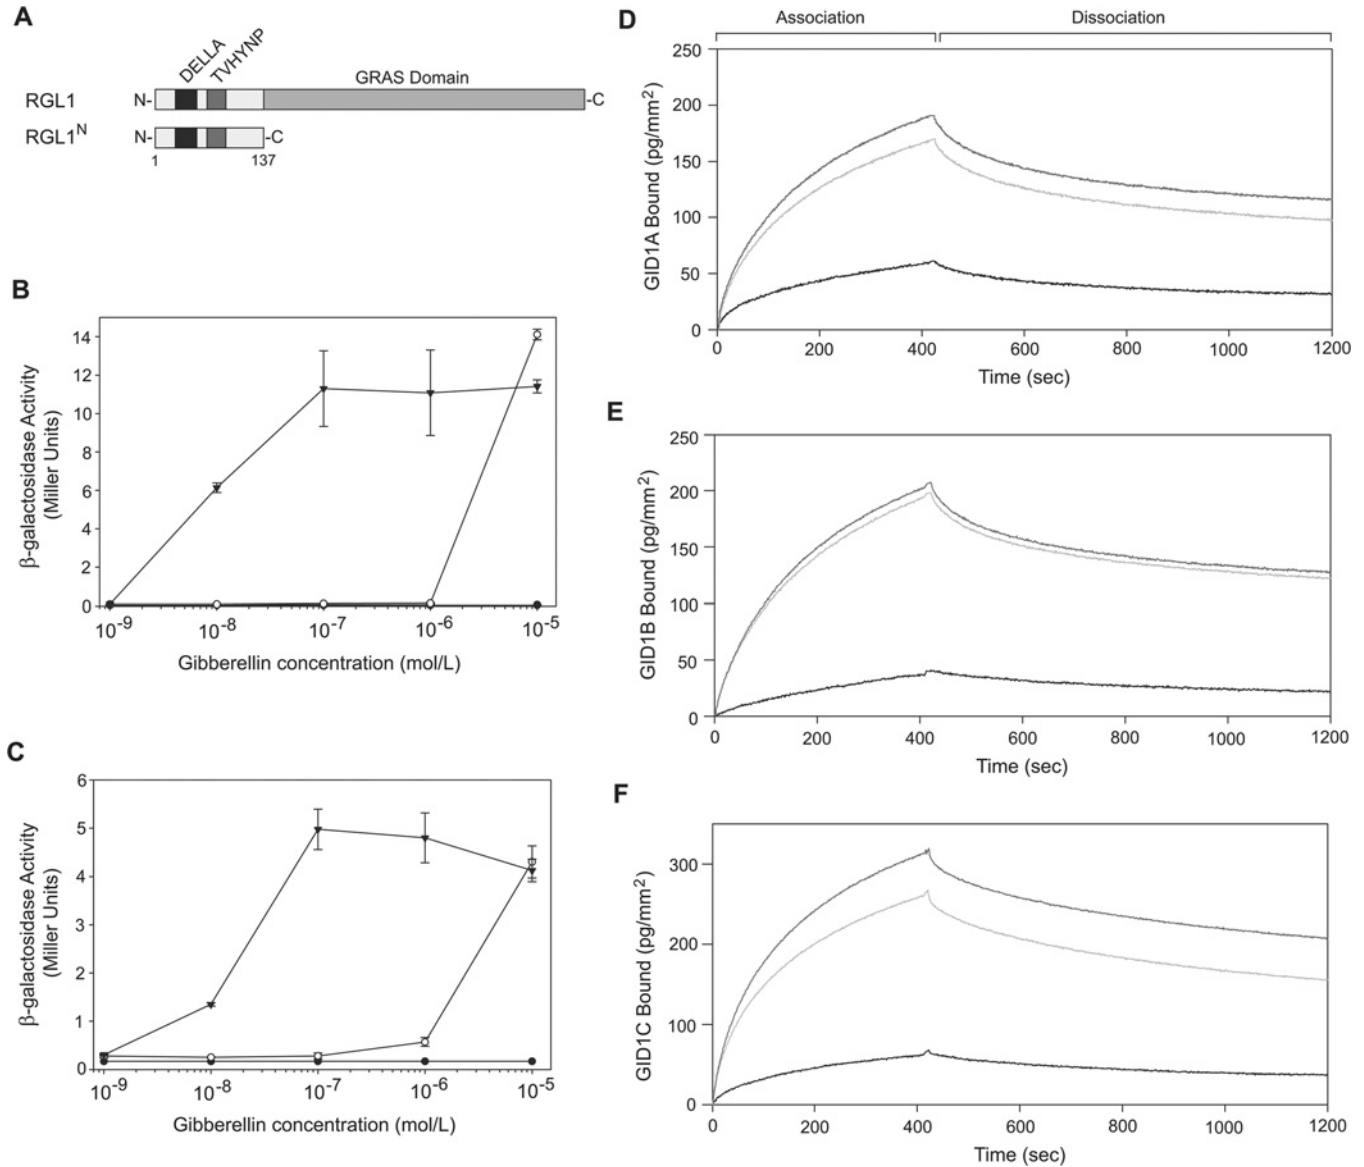 A
DELLA
TVHYNP
GRAS Domain
RGL1
N-
-C
RGL1N
N-
-C
1
137
B
14
12
10
8
6
4
2
0
β-galactosidase Activity
(Miller Units)
10-9
10-8
10-7
10-6
10-5
Gibberellin concentration (mol/L)
C
6
5
4
3
2
1
0
β-galactosidase Activity
(Miller Units)
10-9
10-8
10-7
10-6
10-5
Gibberellin concentration (mol/L)
D
Association
Dissociation
250
200
150
100
50
0
GID1A Bound (pg/mm2)
0
200
400
600
800
1000
1200
Time (sec)
E
250
200
150
100
50
0
GID1B Bound (pg/mm2)
0
200
400
600
800
1000
1200
Time (sec)
F
300
200
100
0
GID1C Bound (pg/mm2)
0
200
400
600
800
1000
1200
Time (sec)